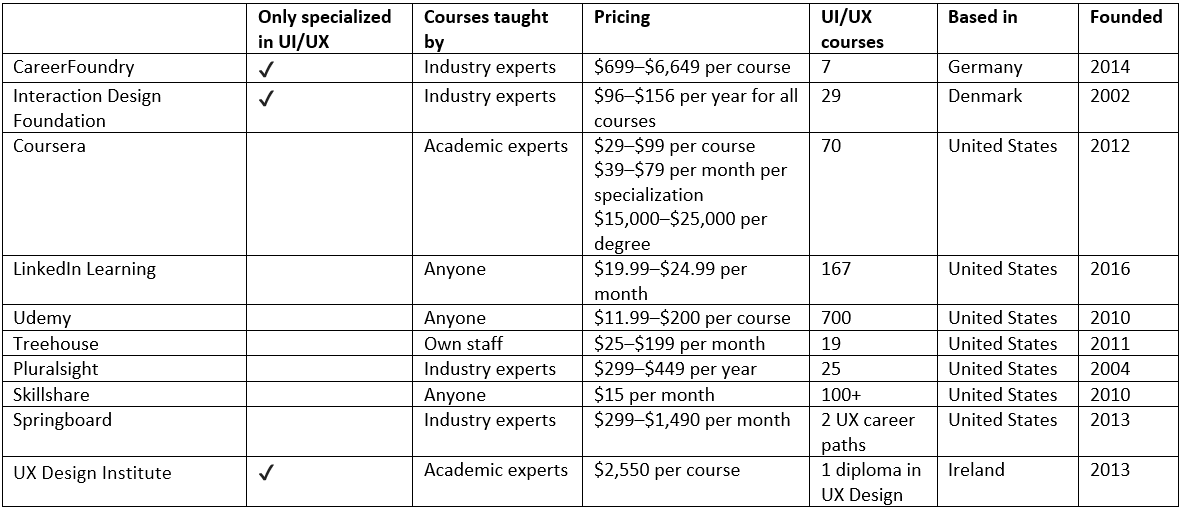 Only specialized in UI/UX | Courses taught by | Pricing | UI/UX courses | Based in | Founded
CareerFoundry | ✓ | Industry experts | $699–$6,649 per course | 7 | Germany | 2014
Interaction Design Foundation | ✓ | Industry experts | $96–$156 per year for all courses | 29 | Denmark | 2002
Coursera | Academic experts | $29–$99 per course | 70 | United States | 2012
$39–$79 per month per specialization
$15,000–$25,000 per degree
LinkedIn Learning | Anyone | $19.99–$24.99 per month | 167 | United States | 2016
Udemy | Anyone | $11.99–$200 per course | 700 | United States | 2010
Treehouse | Own staff | $25–$199 per month | 19 | United States | 2011
Pluralsight | Industry experts | $299–$449 per year | 25 | United States | 2004
Skillshare | Anyone | $15 per month | 100+ | United States | 2010
Springboard | Industry experts | $299–$1,490 per month | 2 UX career paths | United States | 2013
UX Design Institute | ✓ | Academic experts | $2,550 per course | 1 diploma in UX Design | Ireland | 2013